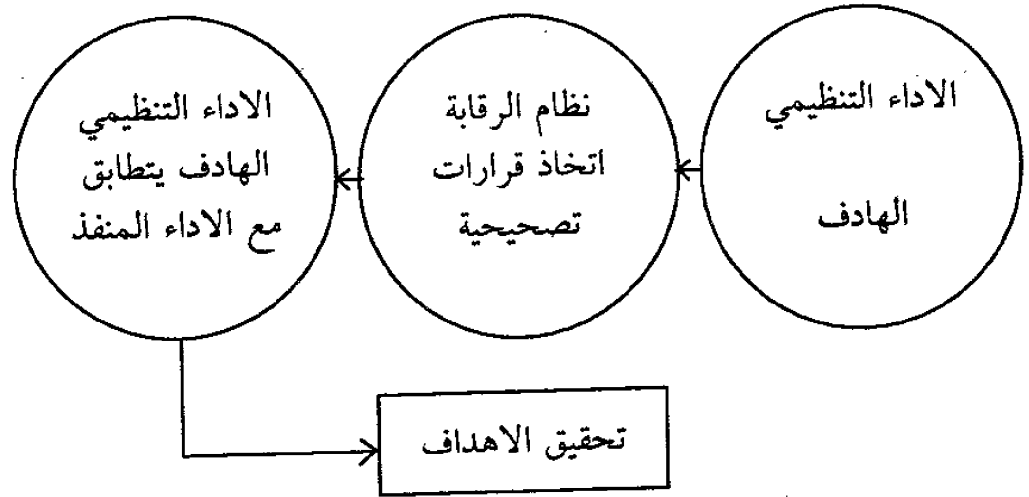 الاداء التنظيمي
الهادف
نظام الرقابة
اتخاذ قرارات
تصحيحية
الاداء التنظيمي
الهادف يتطابق
مع الاداء المنفذ
تحقيق الاهداف